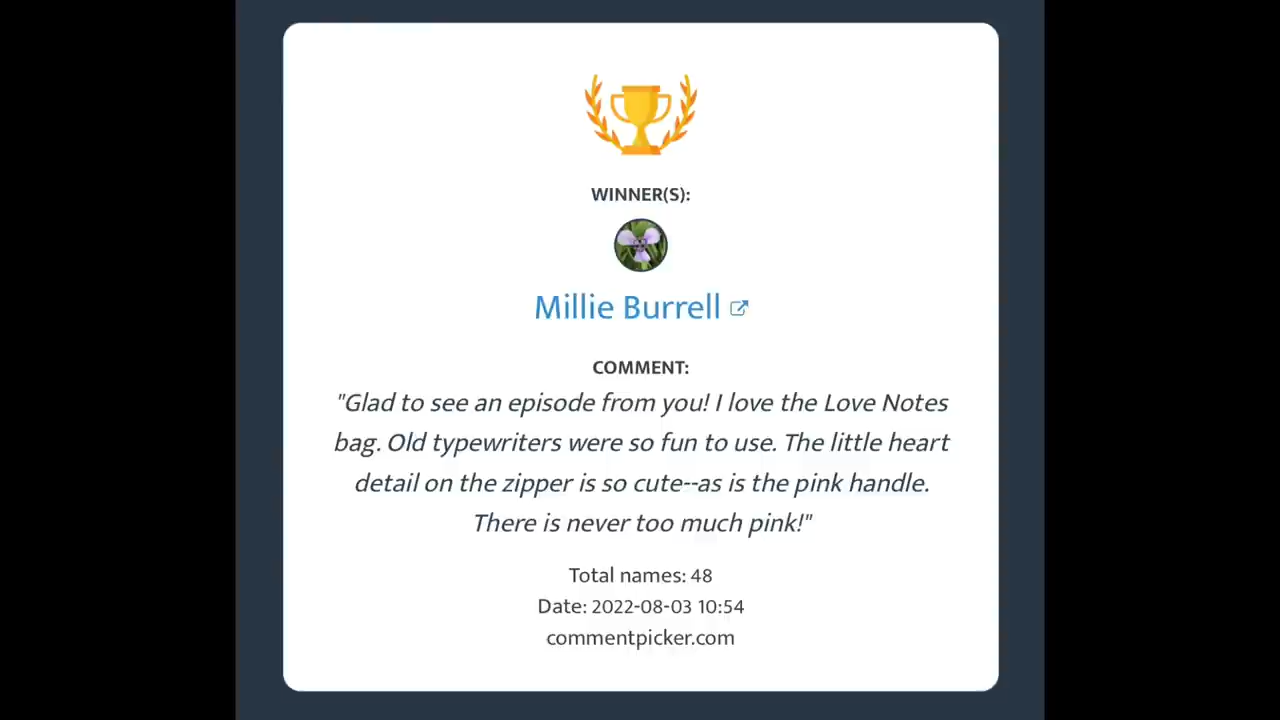 WINNER(S):
Millie Burrell
COMMENT:
"Glad to see an episode from you! I love the Love Notes
bag. Old typewriters were so fun to use. The little heart
detail on the zipper is so cute--as is the pink handle.
There is never too much pink!"
Total names: 48
Date: 2022-08-03 10:54
commentpicker.com